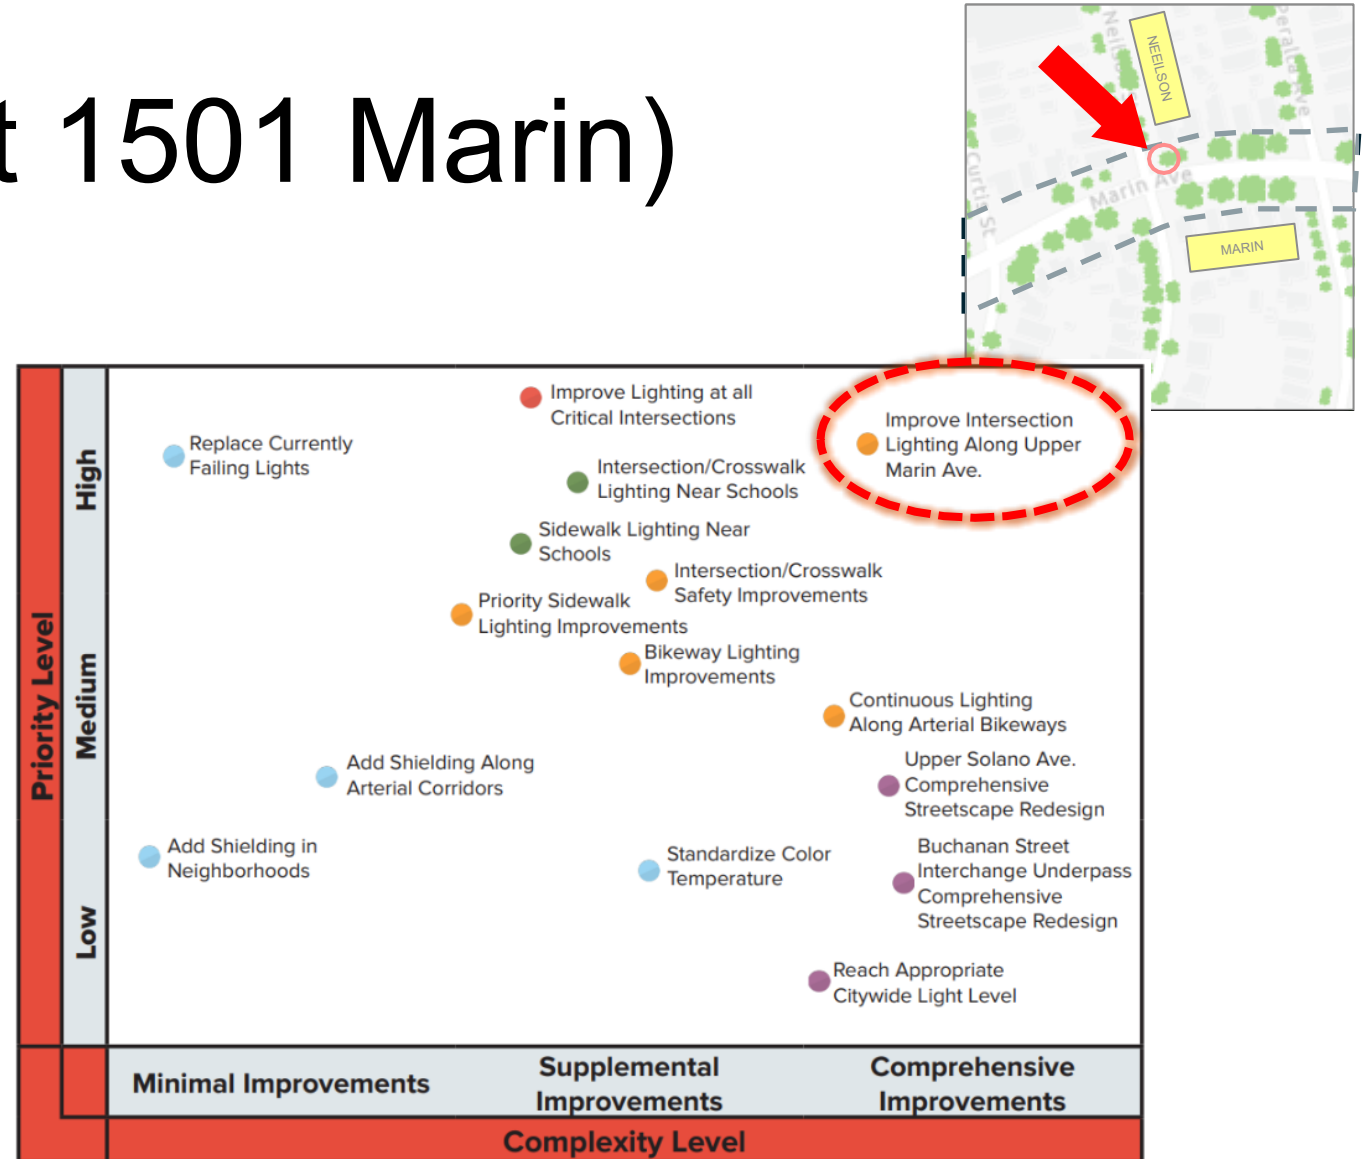 t 1501 Marin)
NEEILSON
Peralta Ave
Curtis St
Marin Ave
MARIN
Improve Lighting at all
Critical Intersections
Improve Intersection
Lighting Along Upper
Marin Ave.
Replace Currently
Failing Lights
Intersection/Crosswalk
Lighting Near Schools
Sidewalk Lighting Near
Schools
Intersection/Crosswalk
Safety Improvements
Priority Sidewalk
Lighting Improvements
Bikeway Lighting
Improvements
Continuous Lighting
Along Arterial Bikeways
Upper Solano Ave.
Comprehensive
Streetscape Redesign
Add Shielding Along
Arterial Corridors
Add Shielding in
Neighborhoods
Standardize Color
Temperature
Buchanan Street
Interchange Underpass
Comprehensive
Streetscape Redesign
Reach Appropriate
Citywide Light Level
Priority Level
High
Medium
Low
Minimal Improvements
Supplemental
Improvements
Comprehensive
Improvements
Complexity Level